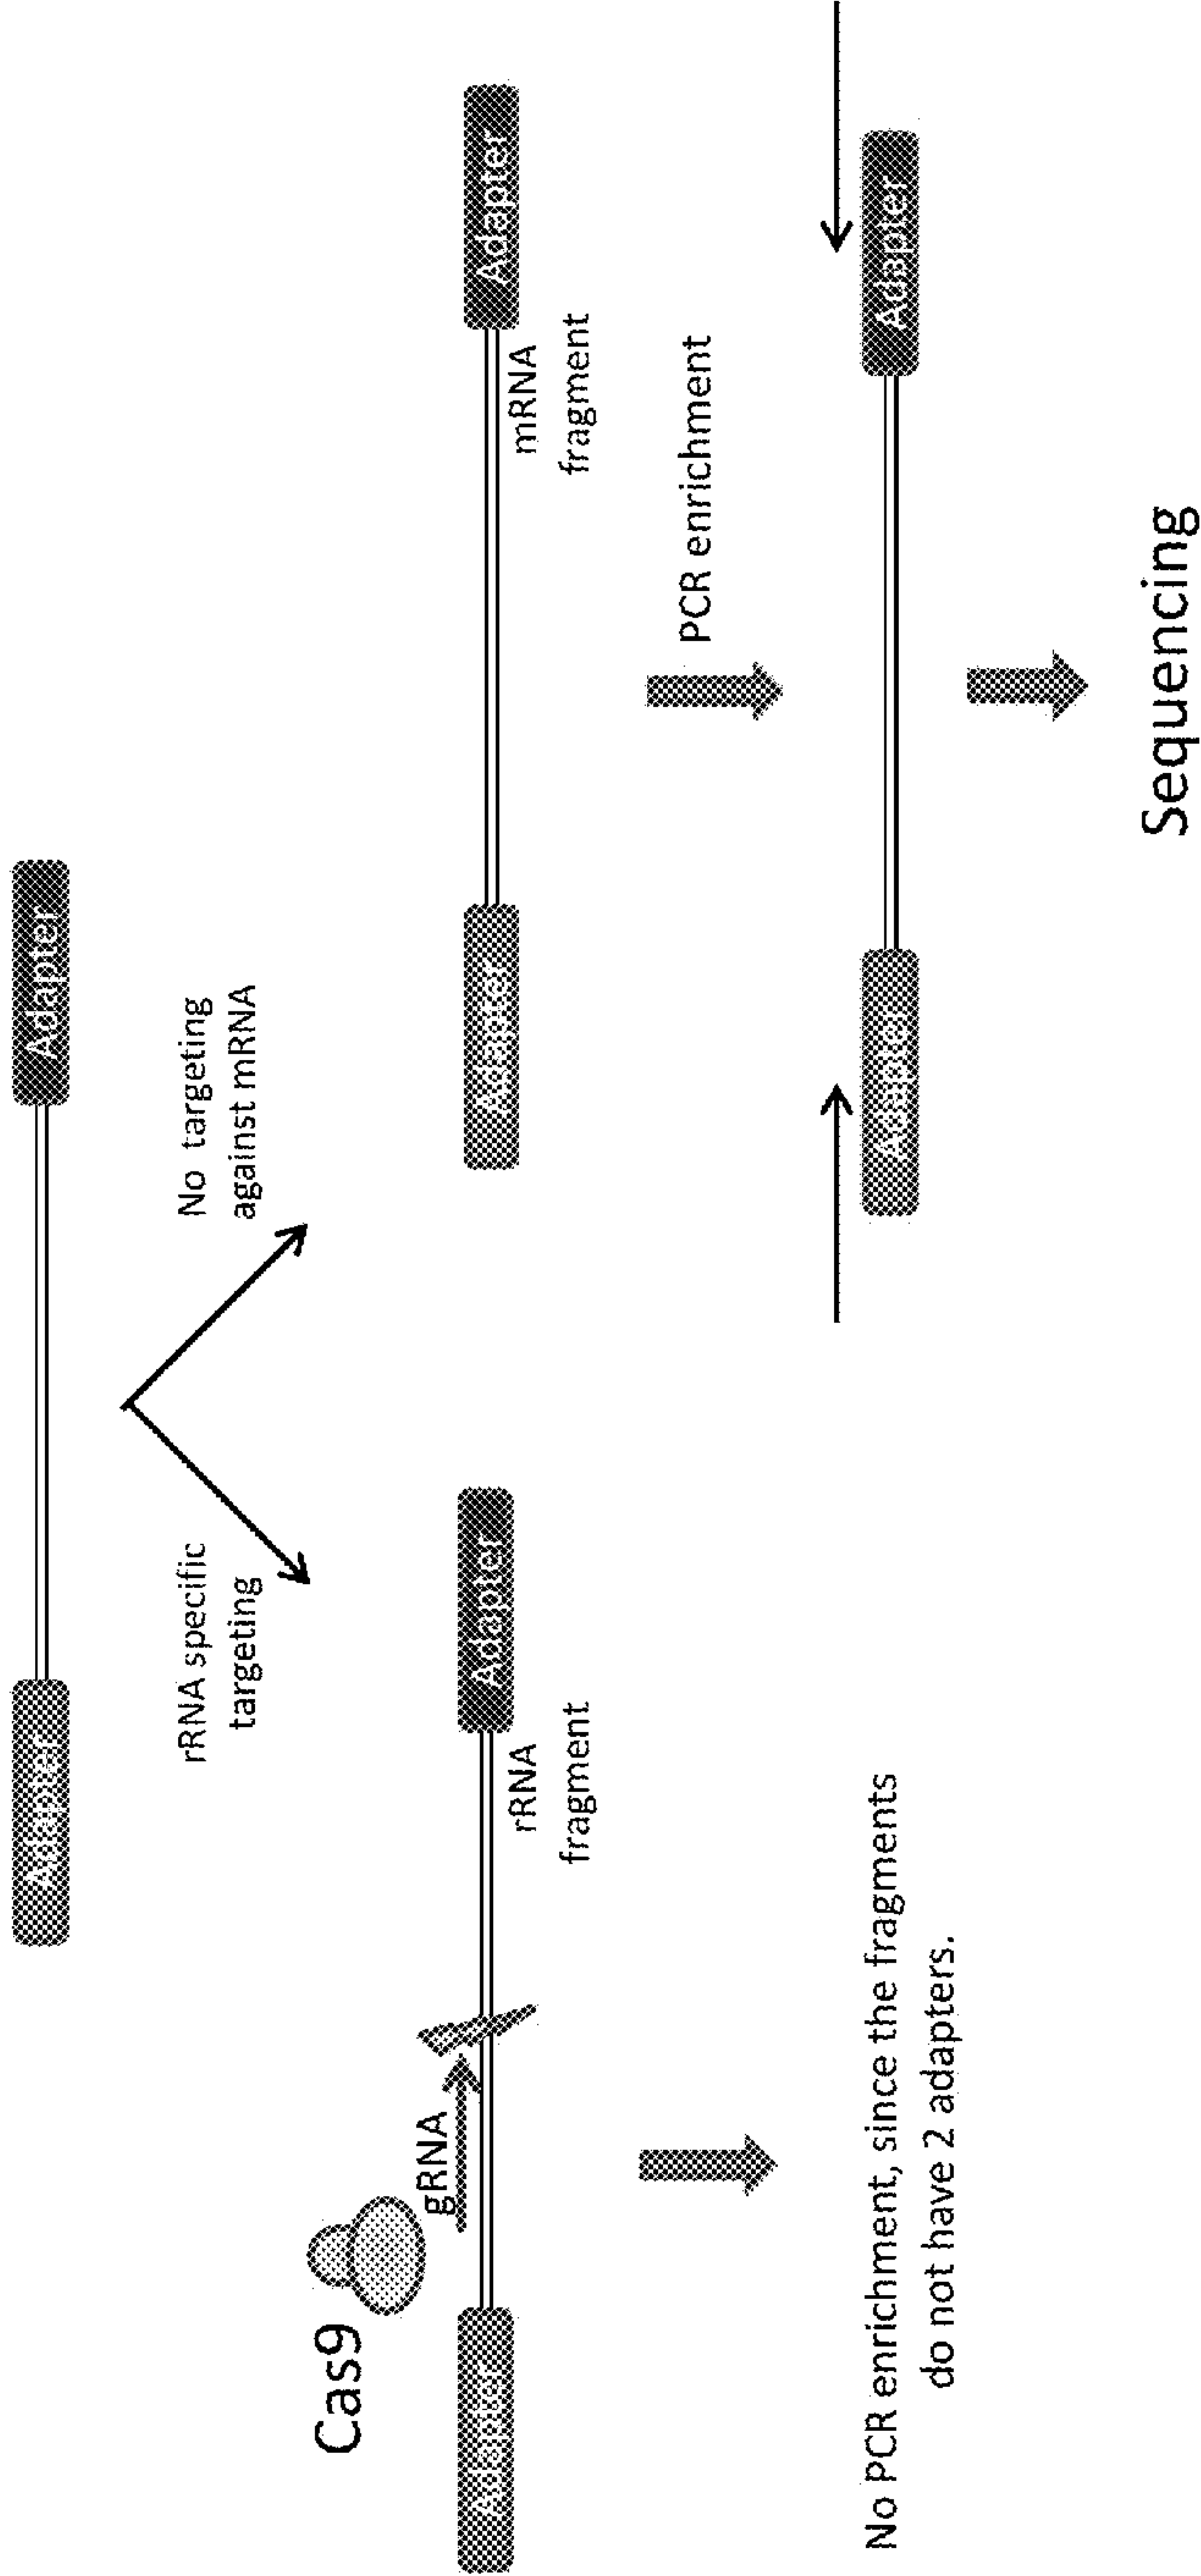 Adapter
Adapter
rRNA specific
targeting
No targeting
against mRNA
Cas9
gRNA
Adapter
Adapter
rRNA
fragment
Adapter
Adapter
mRNA
fragment
PCR enrichment
No PCR enrichment, since the fragments
do not have 2 adapters.
Adapter
Adapter
Sequencing